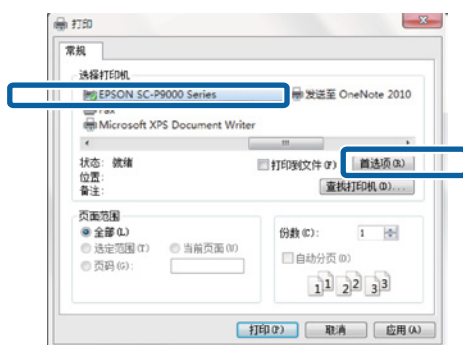 打印
常规
选择打印机
EPSON SC-P9000 Series
发送至 OneNote 2010
Fax
Microsoft XPS Document Writer
状态: 就绪
打印到文件(F)
首选项(R)
位置:
备注:
查找打印机(D)...
页面范围
全部(L)
选定范围(T)
当前页面(U)
页码(G):
份数(C): 1
自动分页(O)
11 22 33
打印(P)
取消
应用(A)